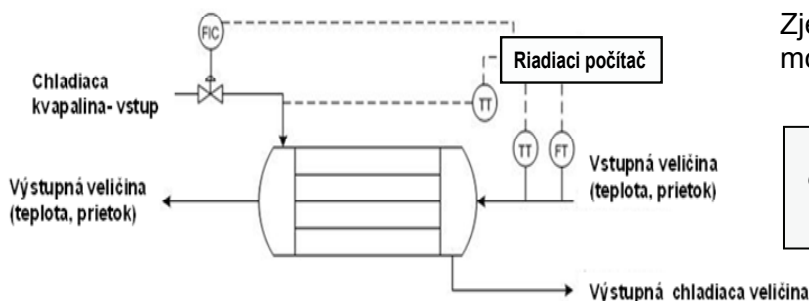 FIC
Riadiaci počítač
Chladiaca
kvapalina- vstup
TT
TT
FT
Vstupná veličina
(teplota, prietok)
Výstupná veličina
(teplota, prietok)
Výstupná chladiaca veličina